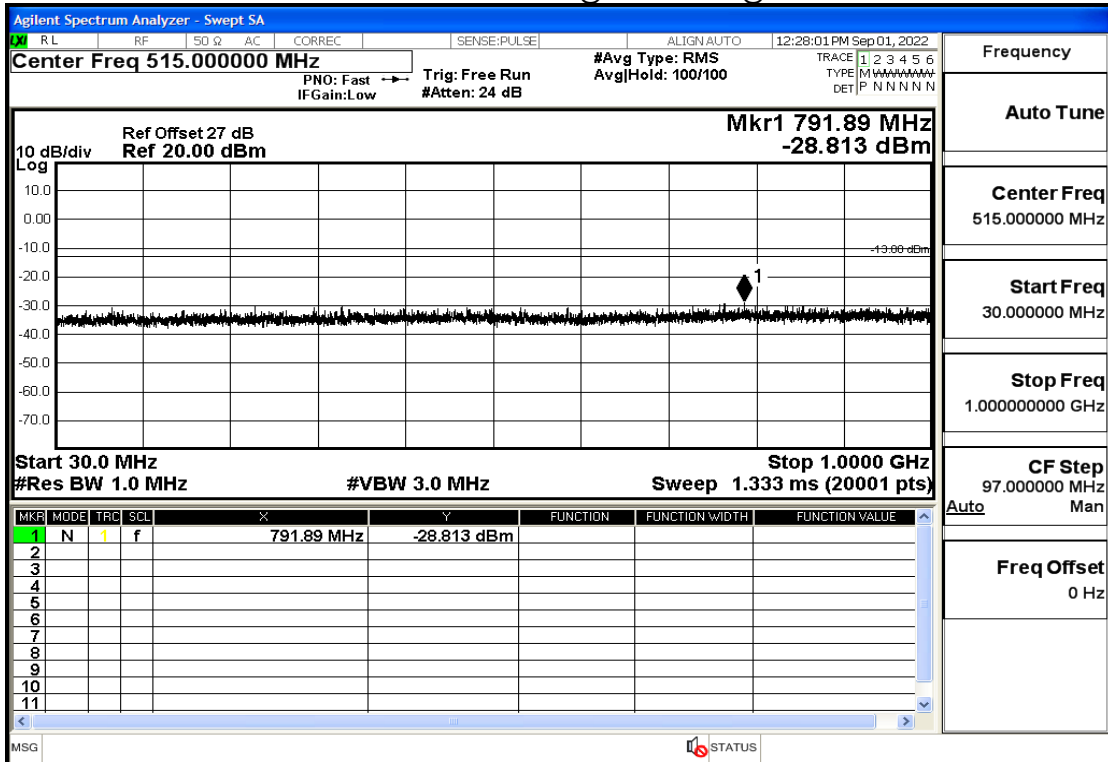 Agilent Spectrum Analyzer - Swept SA
LXI RL RF 50 Ω AC CORREC SENSE:PULSE ALIGN AUTO 12:28:01 PM Sep 01, 2022
Center Freq 515.000000 MHz
PNO: Fast
IFGain:Low
Trig: Free Run
#Atten: 24 dB
#Avg Type: RMS
Avg|Hold: 100/100
TRACE 1 2 3 4 5 6
TYPE M W W W W W
DET P N N N N N
Mkr1 791.89 MHz
-28.813 dBm
Ref Offset 27 dB
10 dB/div Ref 20.00 dBm
Log
10.0
0.00
-10.0
-13.00 dBm
-20.0
1
-30.0
-40.0
-50.0
-60.0
-70.0
Start 30.0 MHz Stop 1.0000 GHz
#Res BW 1.0 MHz #VBW 3.0 MHz Sweep 1.333 ms (20001 pts)
MKR MODE TRC SCL X Y FUNCTION FUNCTION WIDTH FUNCTION VALUE
1 N 1 f 791.89 MHz -28.813 dBm
2
3
4
5
6
7
8
9
10
11
MSG STATUS
Frequency
Auto Tune
Center Freq
515.000000 MHz
Start Freq
30.000000 MHz
Stop Freq
1.000000000 GHz
CF Step
97.000000 MHz
Auto Man
Freq Offset
0 Hz